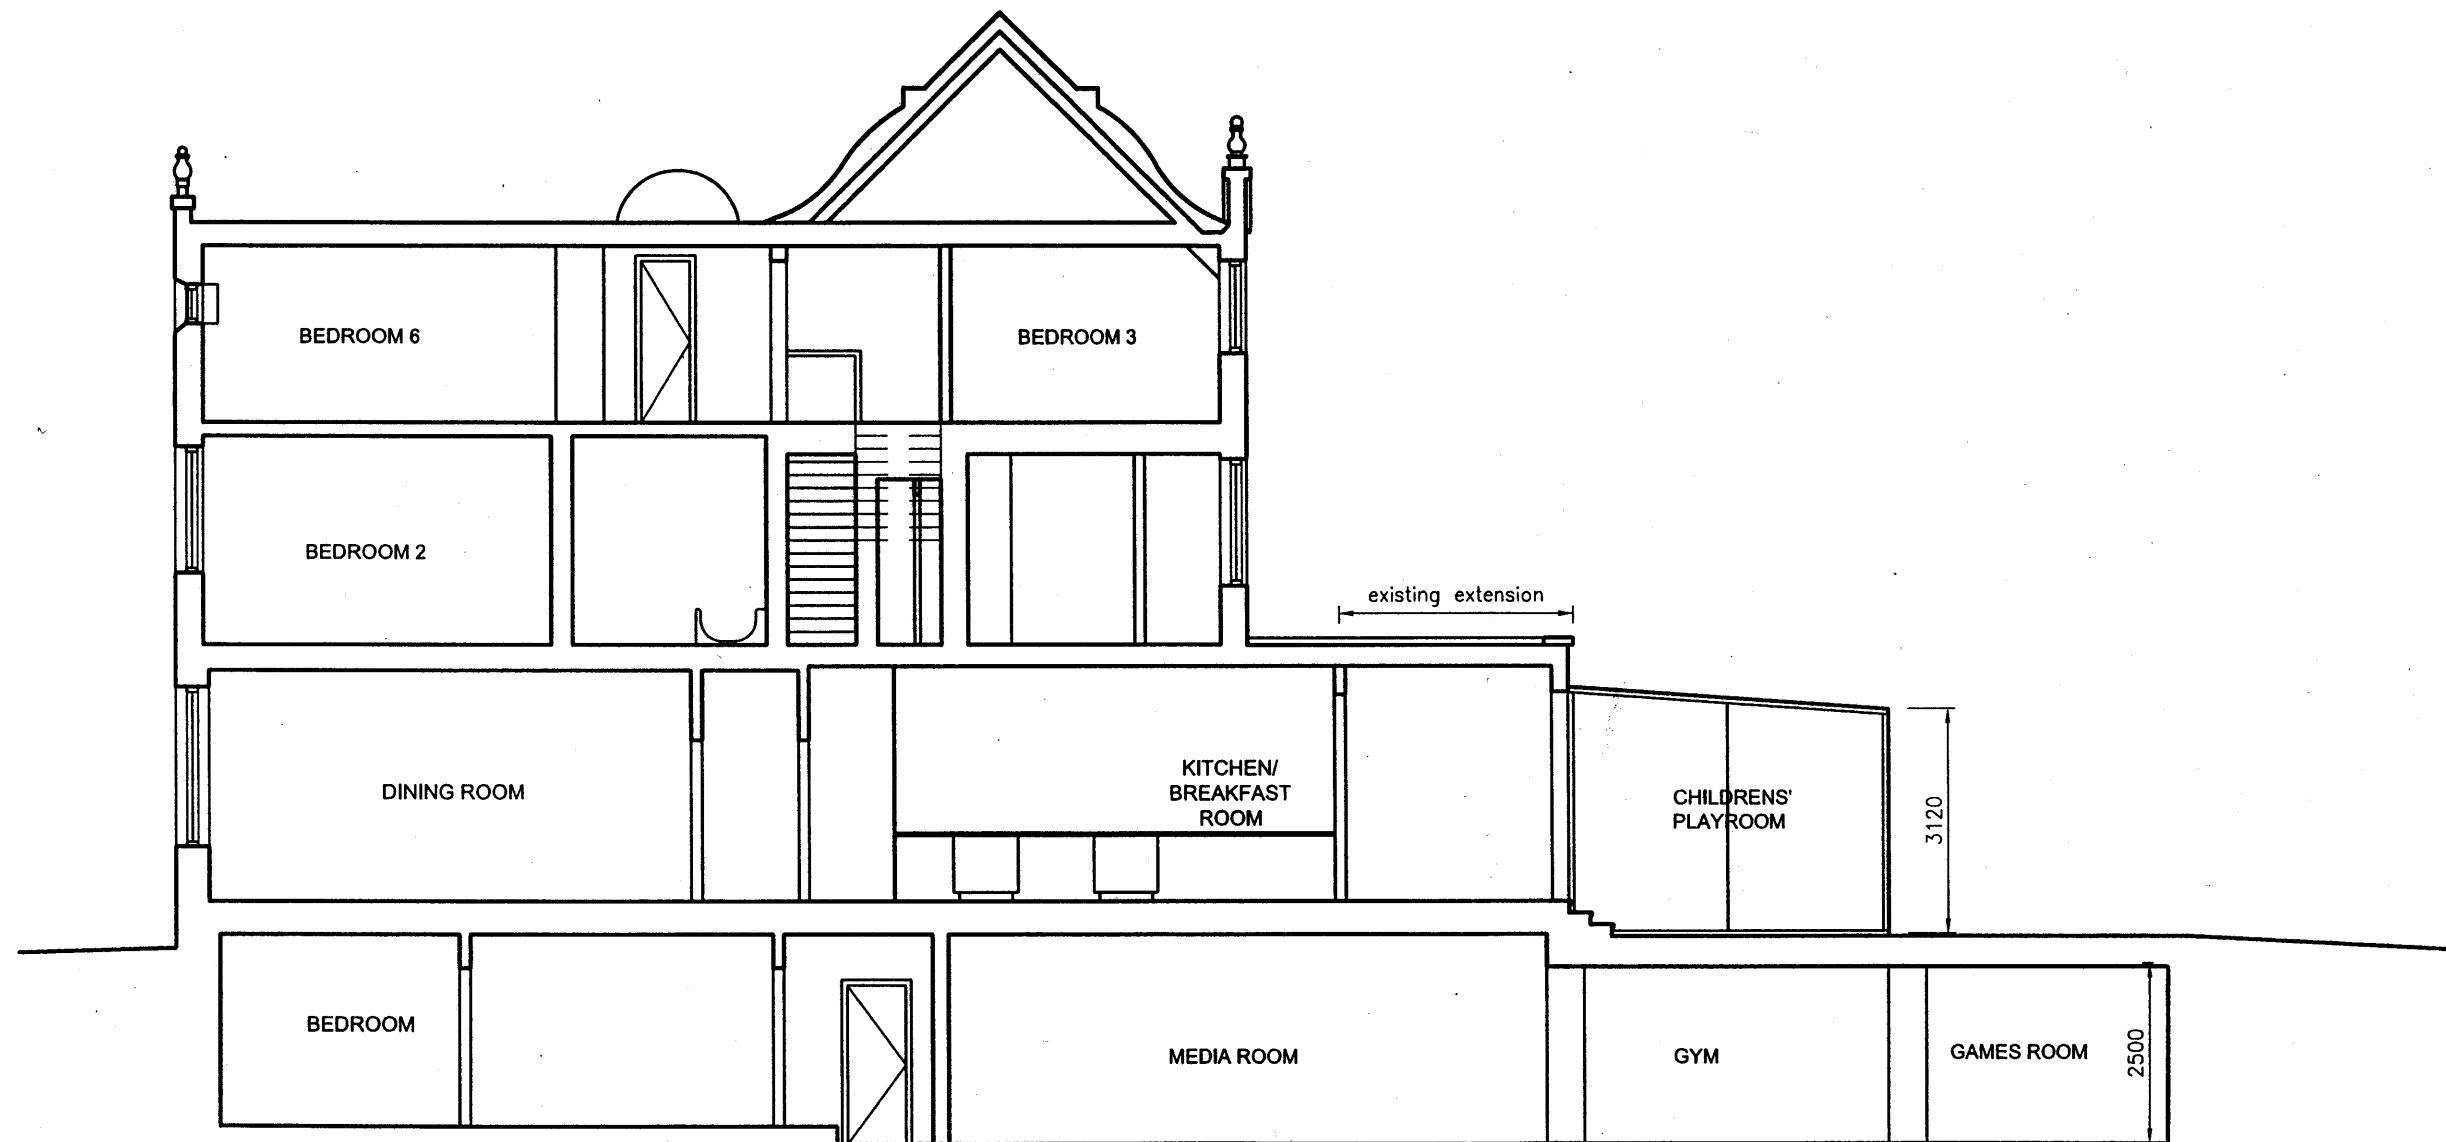 BEDROOM 6
BEDROOM 3
BEDROOM 2
existing extension
DINING ROOM
KITCHEN/
BREAKFAST
ROOM
CHILDRENS'
PLAYROOM
3120
BEDROOM
MEDIA ROOM
GYM
GAMES ROOM
2500